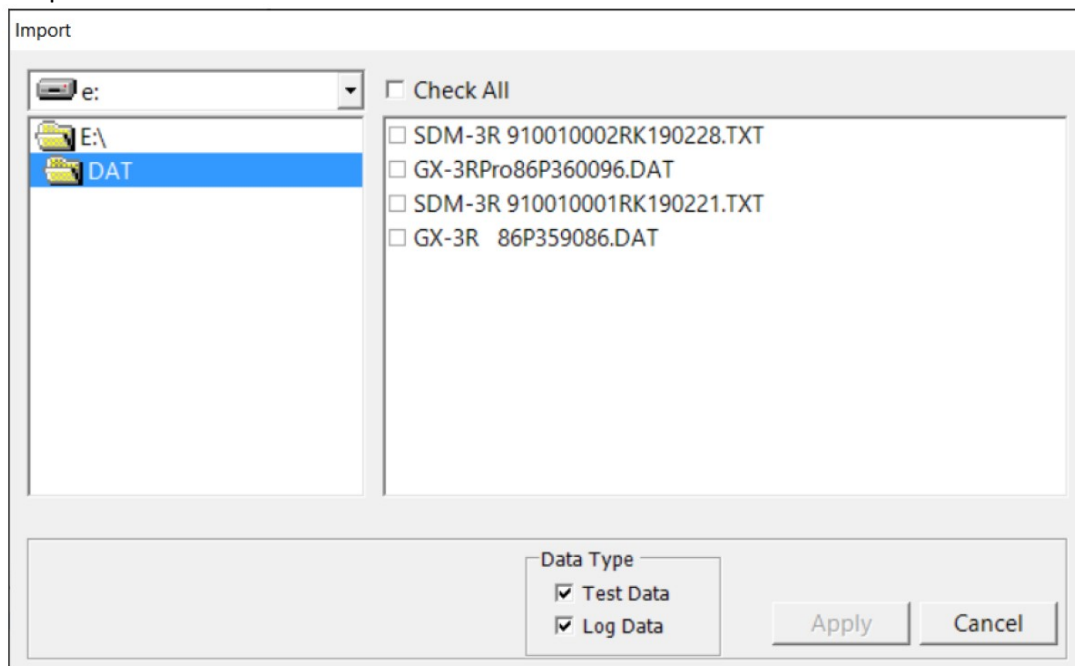 Import
e:
Check All
E:\
DAT
SDM-3R 910010002RK190228.TXT
GX-3RPro86P360096.DAT
SDM-3R 910010001RK190221.TXT
GX-3R   86P359086.DAT
Data Type
Test Data
Log Data
Apply
Cancel